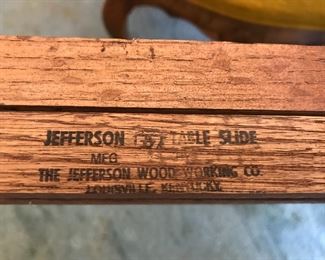 JEFFERSON TABLE SLIDE
MFG
THE JEFFERSON WOOD WORKING CO.
LOUISVILLE, KENTUCKY.